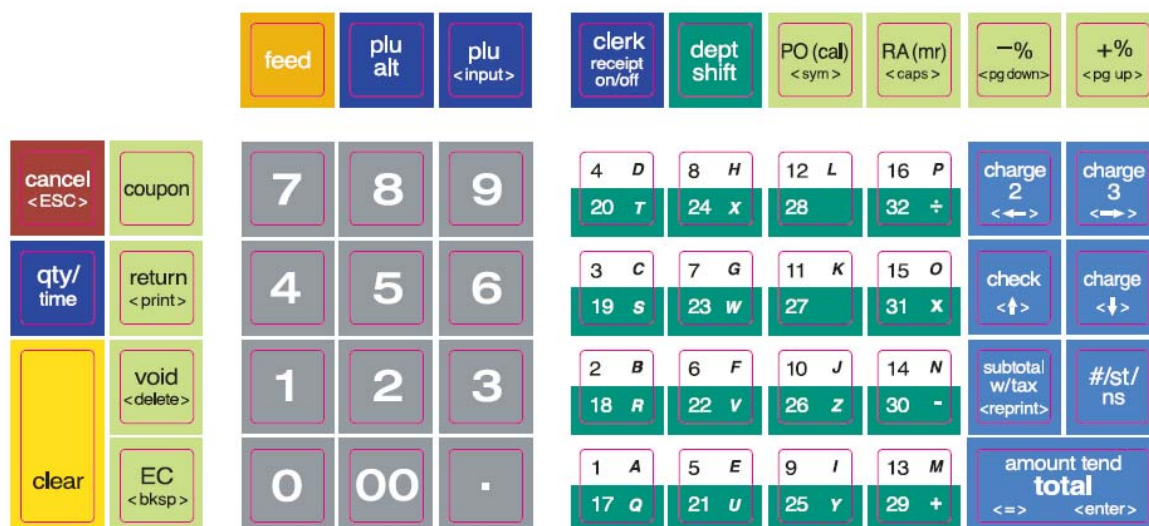 feed
plu
alt
plu
<input>
clerk
receipt
on/off
dept
shift
PO (cal)
<sym>
RA (mr)
<caps>
−%
<pg down>
+%
<pg up>
cancel
<ESC>
coupon
7
8
9
4 D
20 T
8 H
24 X
12 L
28
16 P
32 ÷
charge
2
<←>
charge
3
<→>
qty/
time
return
<print>
4
5
6
3 C
19 S
7 G
23 W
11 K
27
15 O
31 X
check
<↑>
charge
<↓>
clear
void
<delete>
1
2
3
2 B
18 R
6 F
22 V
10 J
26 Z
14 N
30 -
subtotal
w/tax
<reprint>
#/st/
ns
EC
<bksp>
0
00
.
1 A
17 Q
5 E
21 U
9 I
25 Y
13 M
29 +
amount tend
total
<=> <enter>